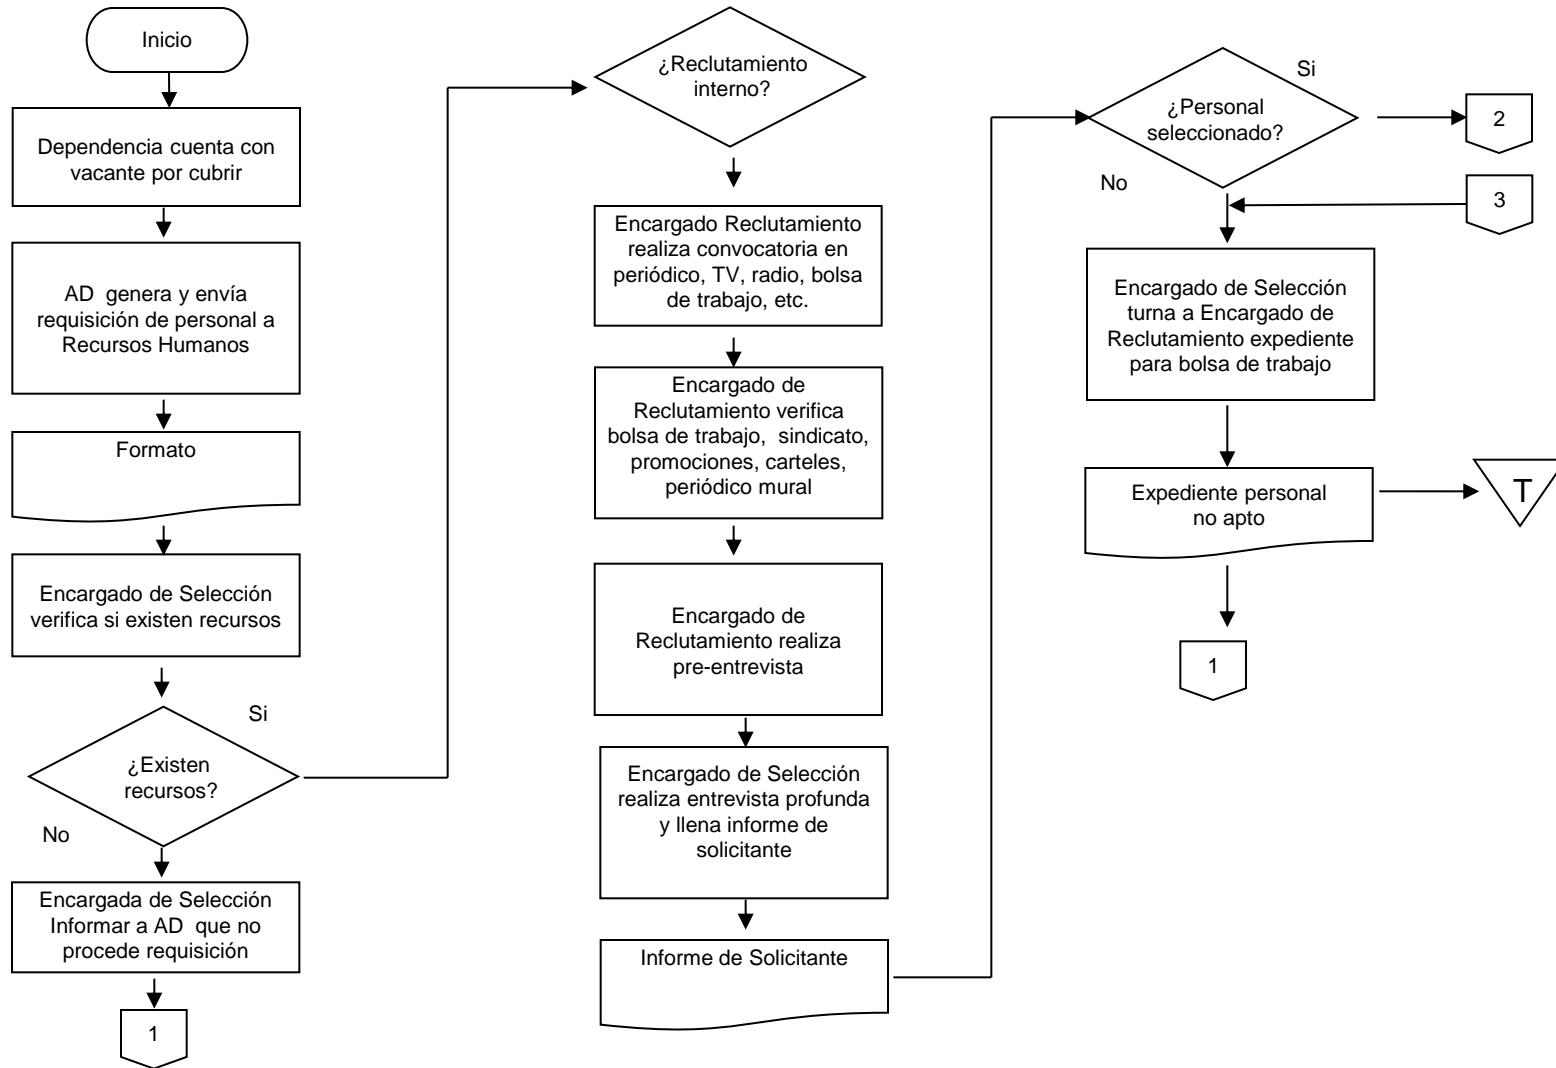 Inicio
Dependencia cuenta con
vacante por cubrir
AD genera y envía
requisición de personal a
Recursos Humanos
Formato
Encargado de Selección
verifica si existen recursos
Si
¿Existen
recursos?
No
Encargada de Selección
Informar a AD que no
procede requisición
1
¿Reclutamiento
interno?
Encargado Reclutamiento
realiza convocatoria en
periódico, TV, radio, bolsa
de trabajo, etc.
Encargado de
Reclutamiento verifica
bolsa de trabajo, sindicato,
promociones, carteles,
periódico mural
Encargado de
Reclutamiento realiza
pre-entrevista
Encargado de Selección
realiza entrevista profunda
y llena informe de
solicitante
Informe de Solicitante
Si
¿Personal
seleccionado?
2
No
3
Encargado de Selección
turna a Encargado de
Reclutamiento expediente
para bolsa de trabajo
Expediente personal
no apto
T
1